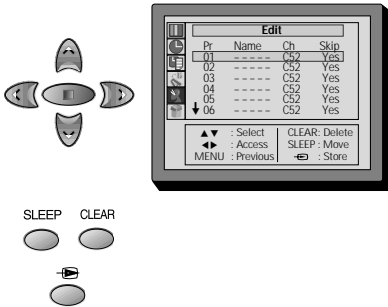 Edit
Pr Name Ch Skip
01 - - - - - C52 Yes
02 - - - - - C52 Yes
03 - - - - - C52 Yes
04 - - - - - C52 Yes
05 - - - - - C52 Yes
06 - - - - - C52 Yes
▲▼ : Select CLEAR: Delete
◀▶ : Access SLEEP : Move
MENU : Previous : Store
SLEEP CLEAR